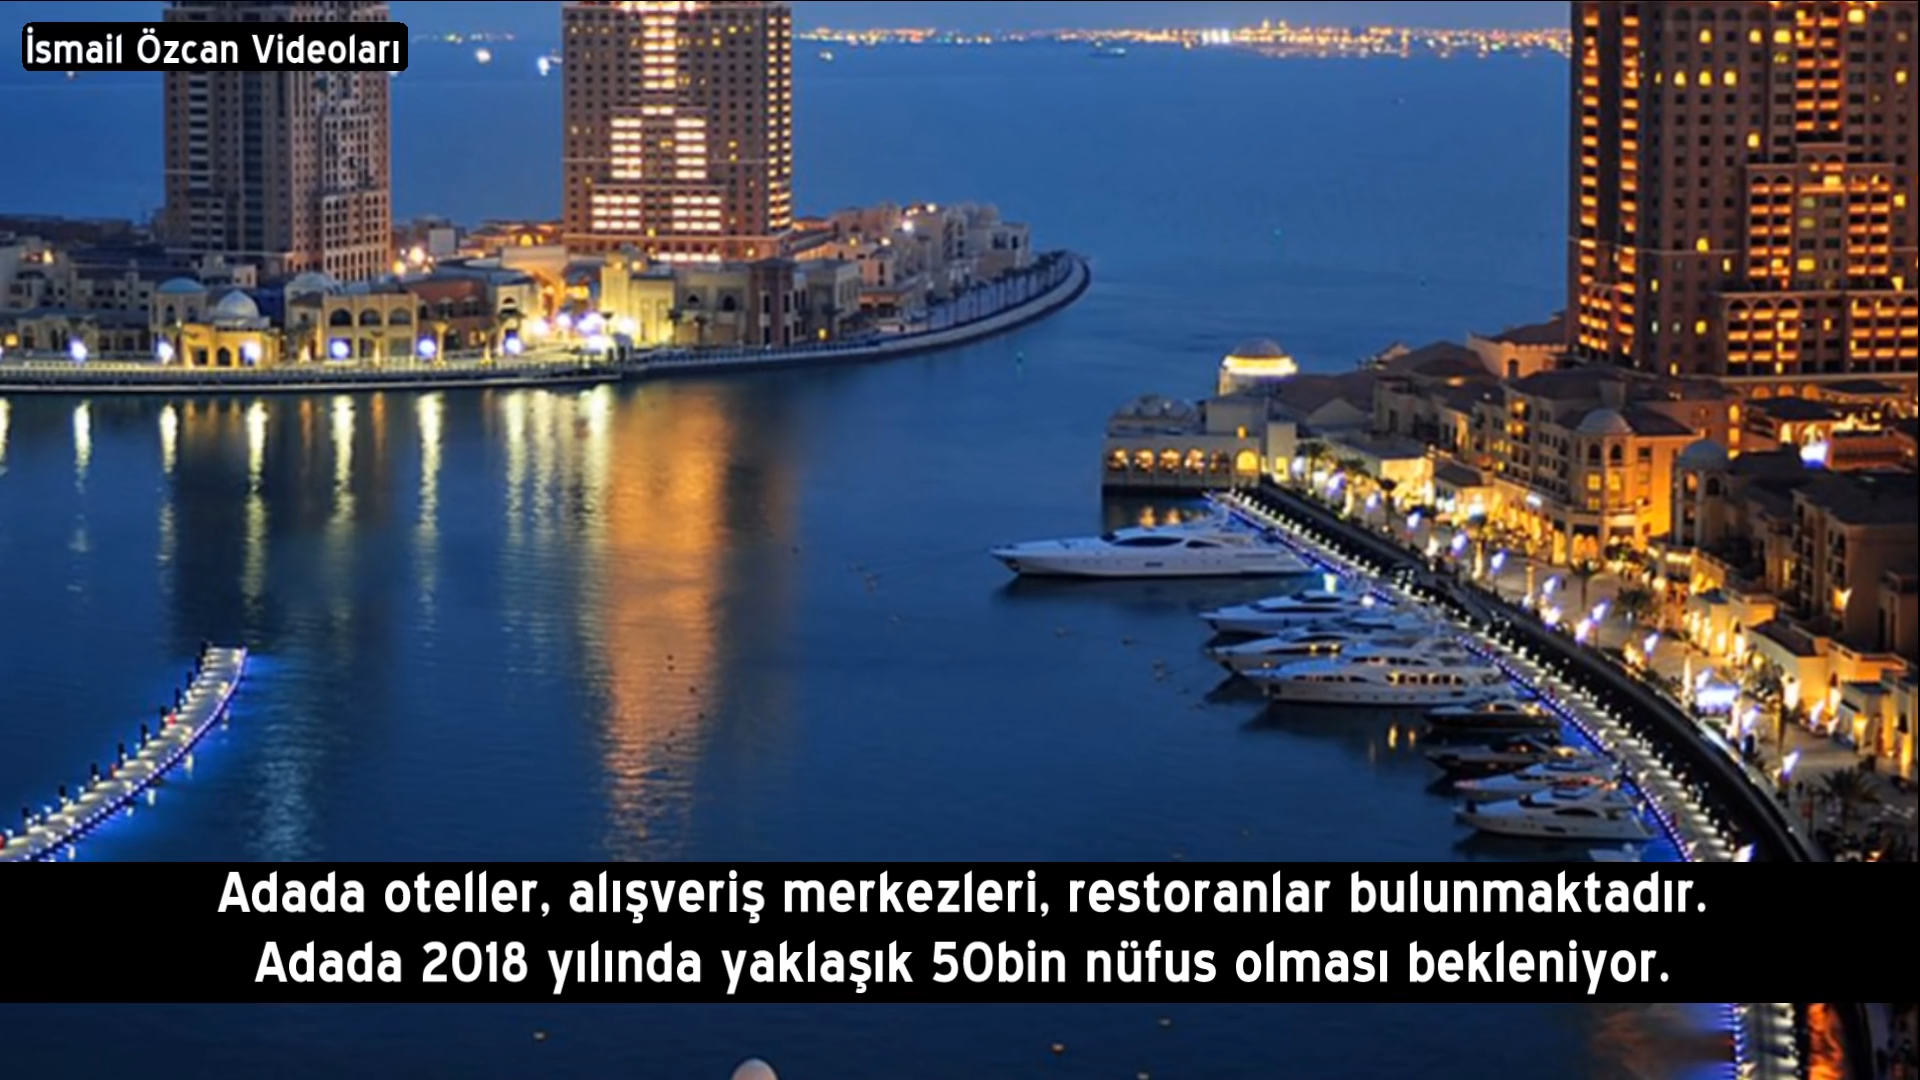 İsmail Özcan Videoları
Adada oteller, alışveriş merkezleri, restoranlar bulunmaktadır.
Adada 2018 yılında yaklaşık 50bin nüfus olması bekleniyor.